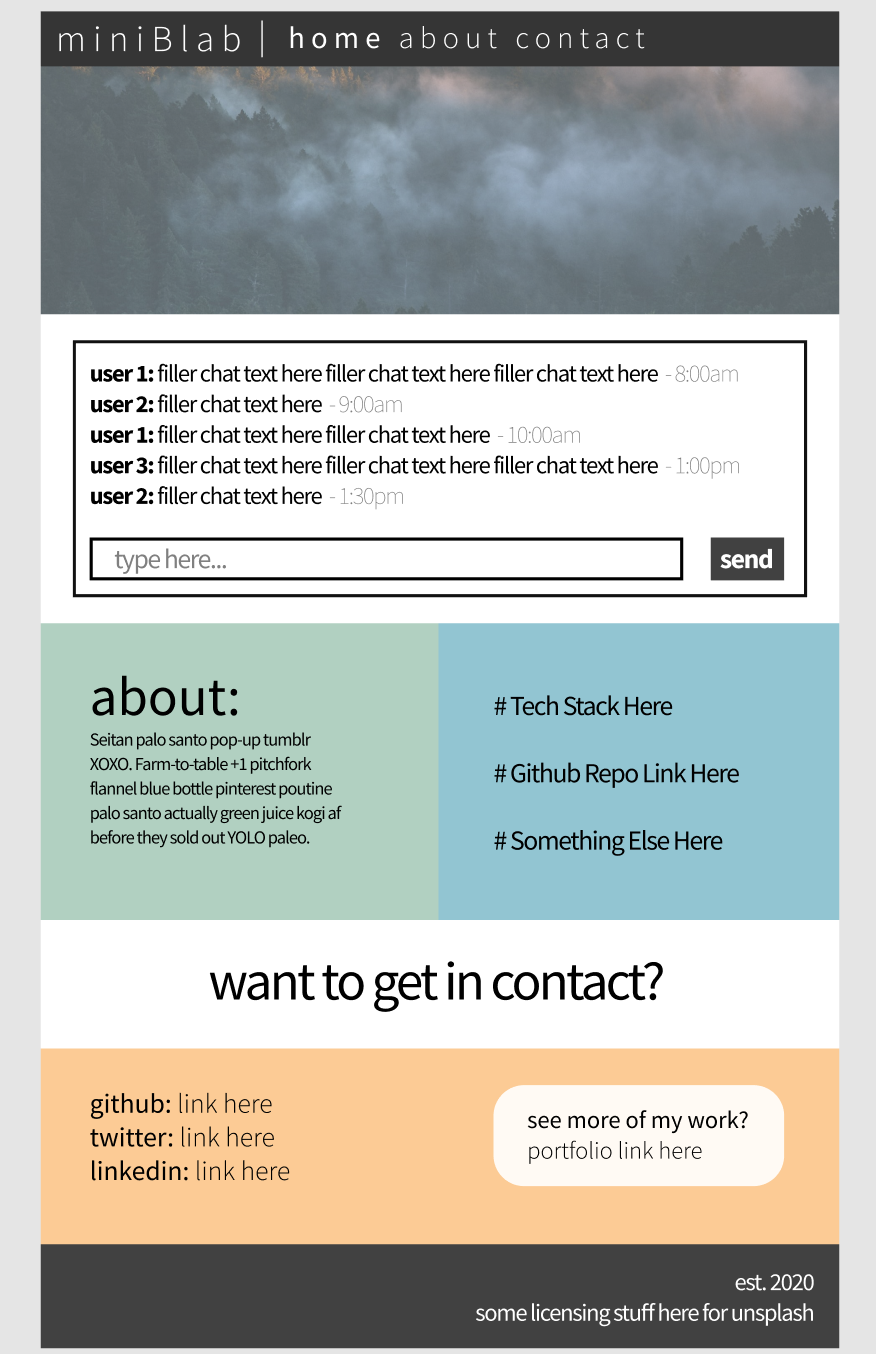 miniBlab | home about contact
user 1: filler chat text here filler chat text here filler chat text here - 8:00am
user 2: filler chat text here - 9:00am
user 1: filler chat text here filler chat text here - 10:00am
user 3: filler chat text here filler chat text here filler chat text here - 1:00pm
user 2: filler chat text here - 1:30pm
type here...
send
about:
Seitan palo santo pop-up tumblr
XOXO. Farm-to-table +1 pitchfork
flannel blue bottle pinterest poutine
palo santo actually green juice kogi af
before they sold out YOLO paleo.
# Tech Stack Here
# Github Repo Link Here
# Something Else Here
want to get in contact?
github: link here
twitter: link here
linkedin: link here
see more of my work?
portfolio link here
est. 2020
some licensing stuff here for unsplash